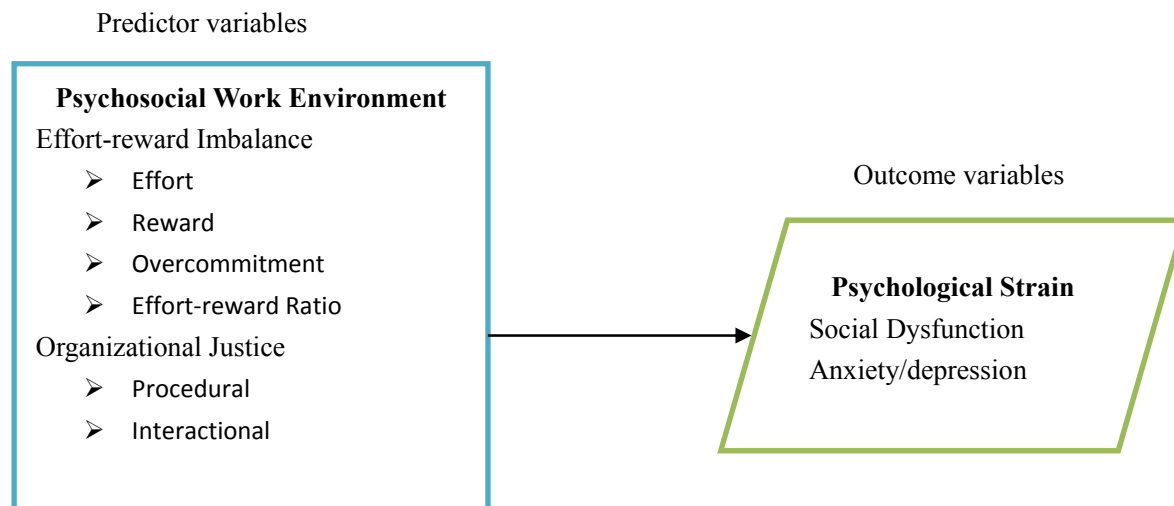 Predictor variables
Psychosocial Work Environment
Effort-reward Imbalance
➢ Effort
➢ Reward
➢ Overcommitment
➢ Effort-reward Ratio
Organizational Justice
➢ Procedural
➢ Interactional
Outcome variables
Psychological Strain
Social Dysfunction
Anxiety/depression